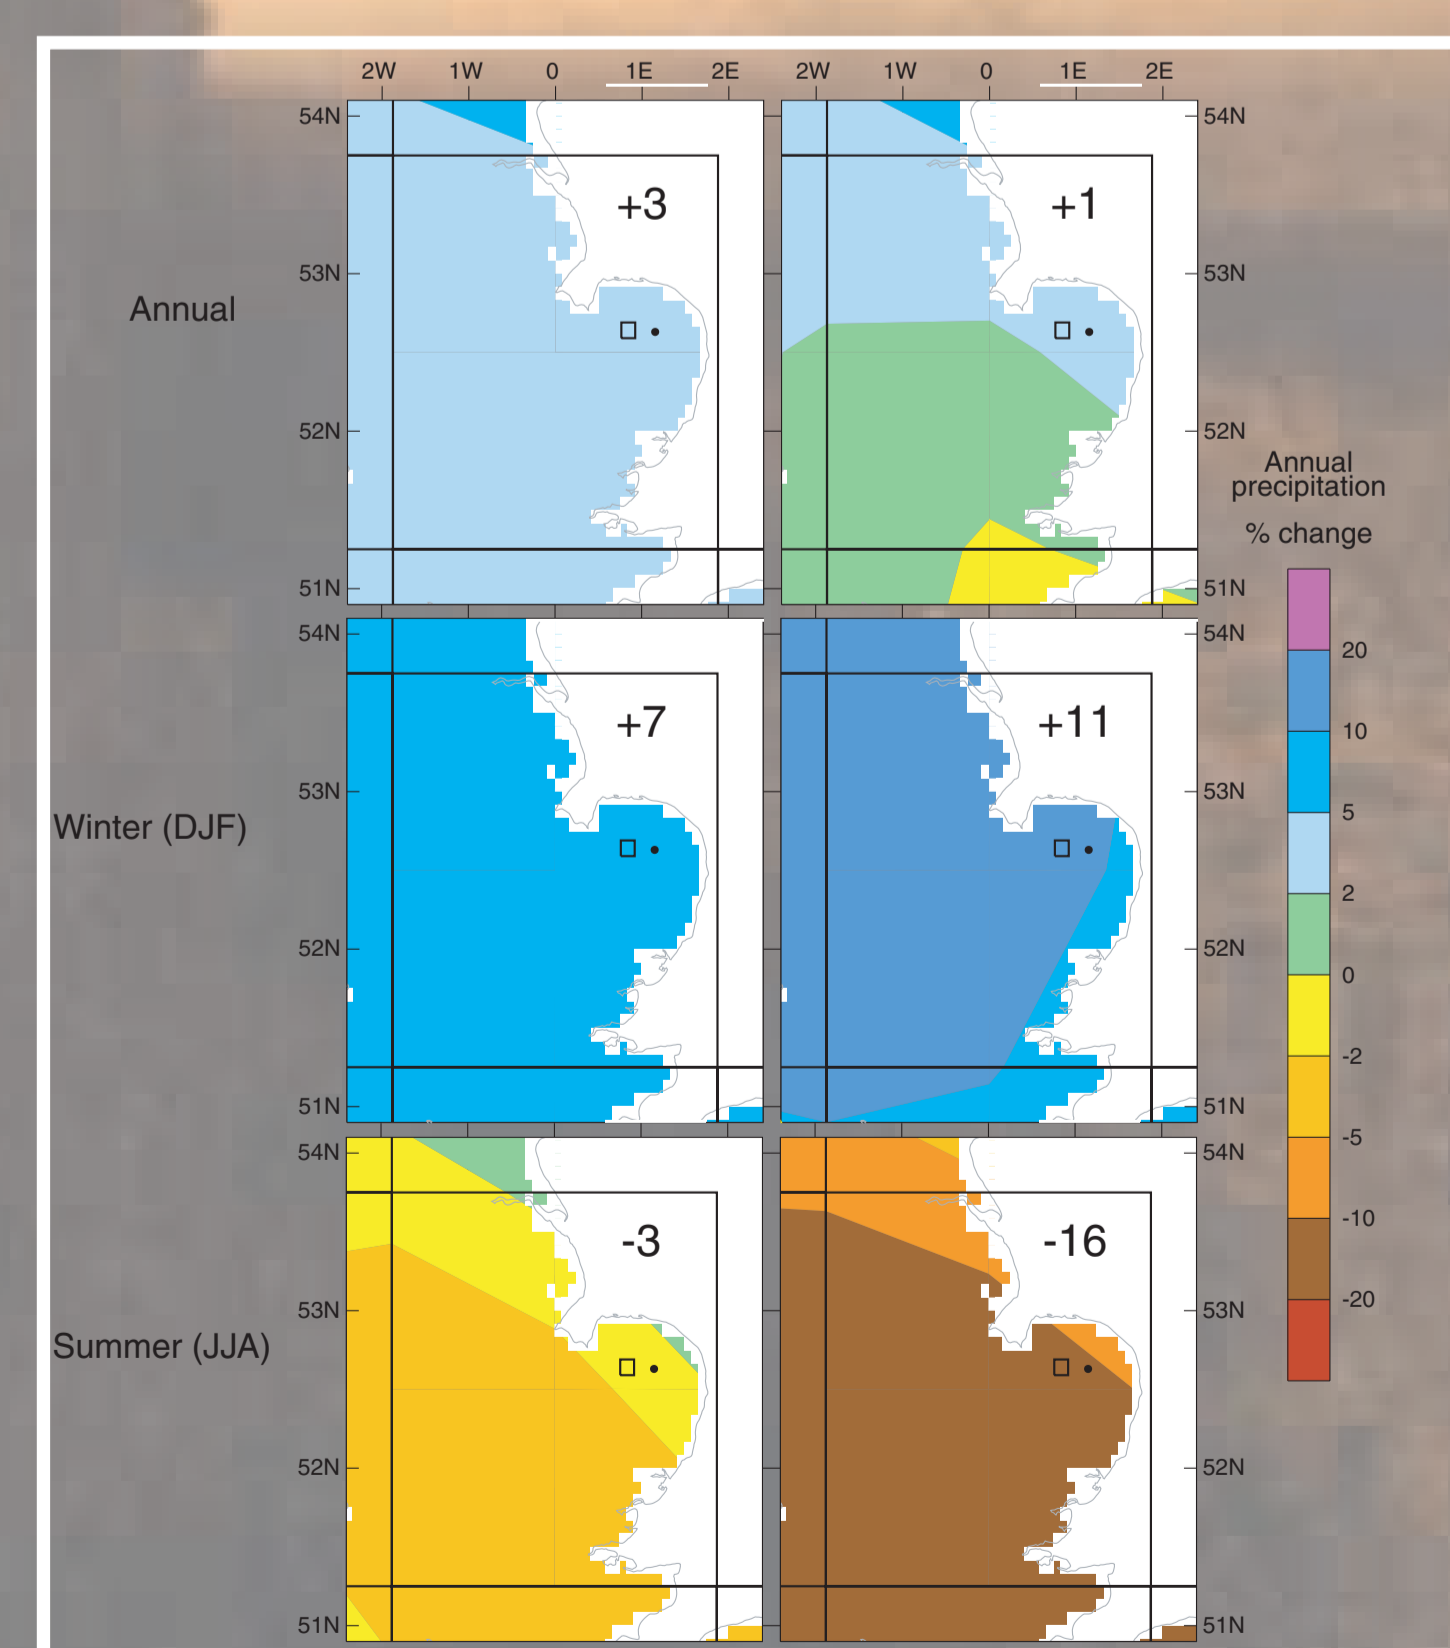 2W 1W 0 1E 2E 2W 1W 0 1E 2E
54N 54N
+3 +1
53N 53N
Annual
52N 52N
Annual
precipitation
% change
51N 51N
54N 54N
20
+7 +11
10
53N 53N
5
Winter (DJF)
2
52N 52N
0
-2
51N 51N
-5
54N 54N
-10
-3 -16
-20
53N 53N
Summer (JJA)
52N 52N
51N 51N